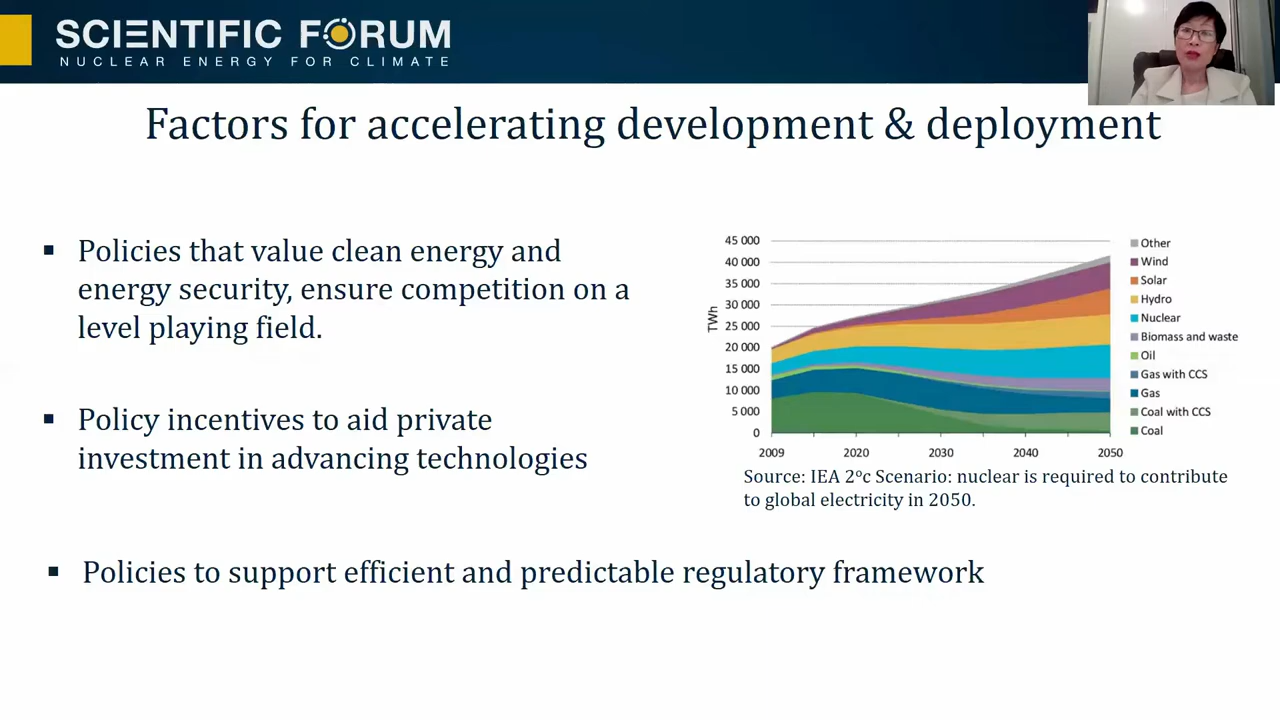 SCIENTIFIC FORUM
NUCLEAR ENERGY FOR CLIMATE
Factors for accelerating development & deployment
▪ Policies that value clean energy and
energy security, ensure competition on a
level playing field.
▪ Policy incentives to aid private
investment in advancing technologies
▪ Policies to support efficient and predictable regulatory framework
TWh
45 000
40 000
35 000
30 000
25 000
20 000
15 000
10 000
5 000
0
2009
2020
2030
2040
2050
Other
Wind
Solar
Hydro
Nuclear
Biomass and waste
Oil
Gas with CCS
Gas
Coal with CCS
Coal
Source: IEA 2ºc Scenario: nuclear is required to contribute
to global electricity in 2050.